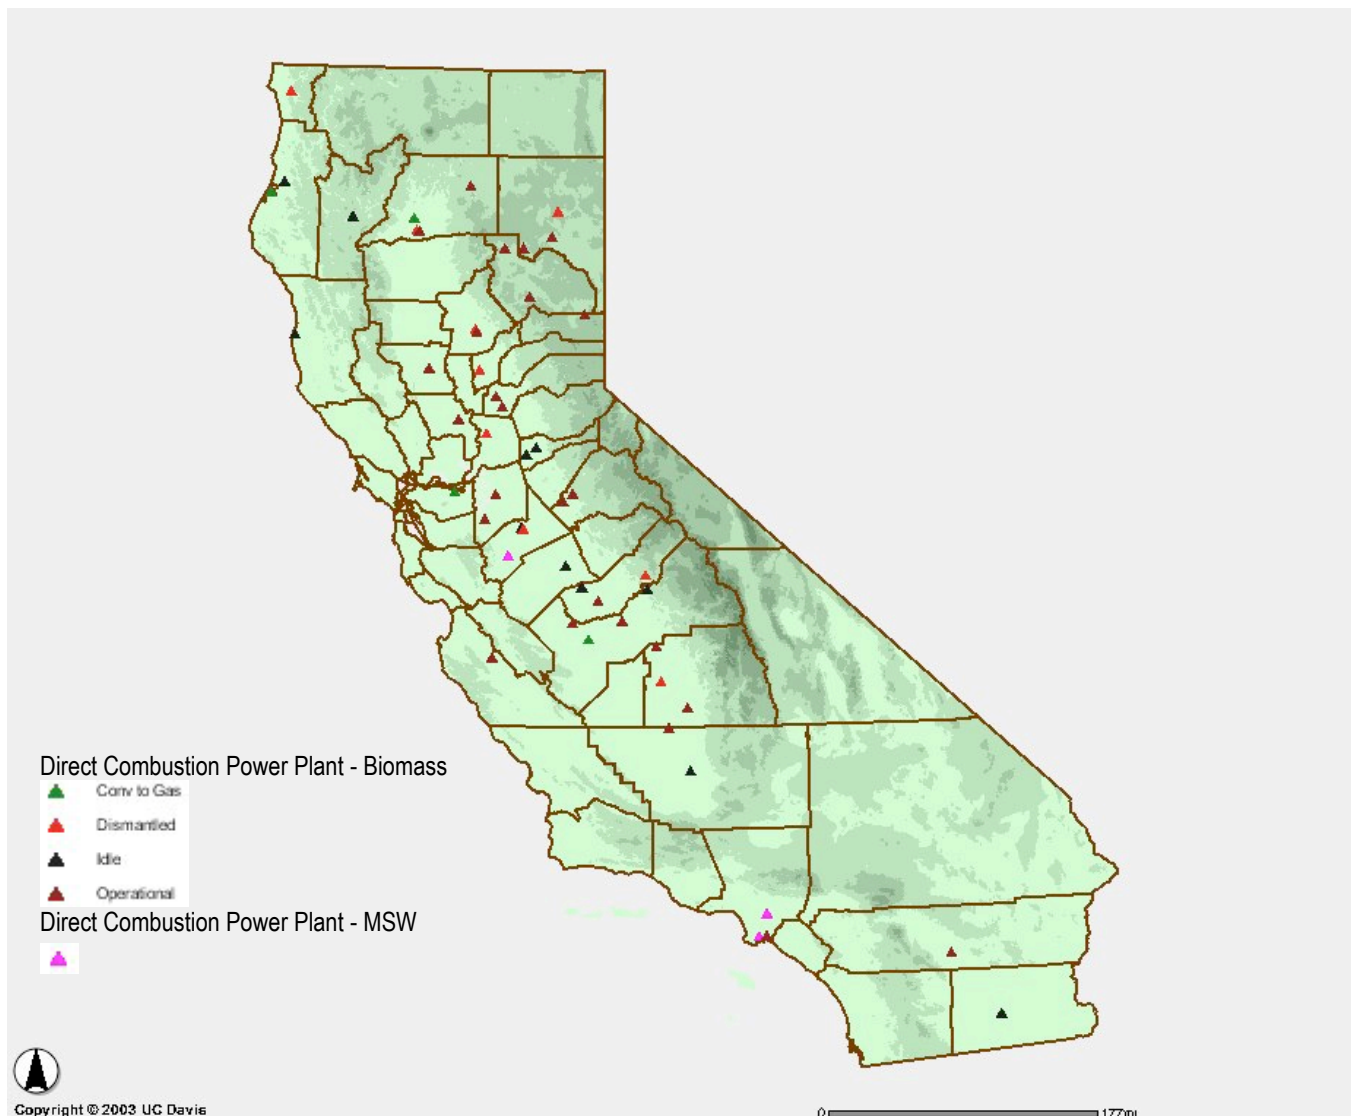 Direct Combustion Power Plant - Biomass
Conv to Gas
Dismantled
Idle
Operational
Direct Combustion Power Plant - MSW
Copyright © 2003 UC Davis
0 177mi